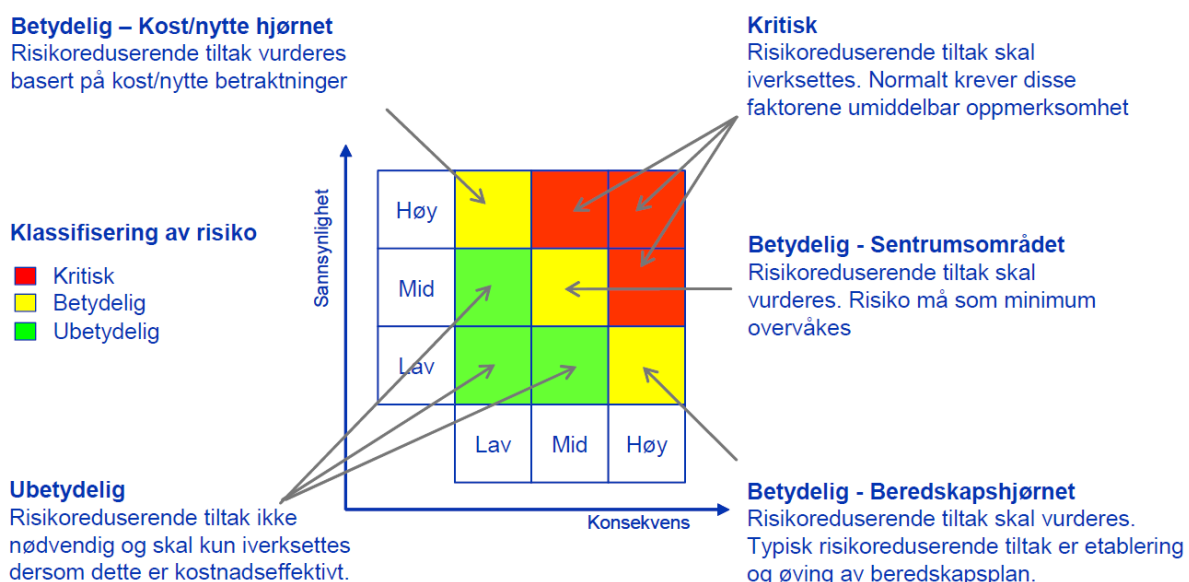 Betydelig – Kost/nytte hjørnet
Risikoreduserende tiltak vurderes
basert på kost/nytte betraktninger
Kritisk
Risikoreduserende tiltak skal
iverksettes. Normalt krever disse
faktorene umiddelbar oppmerksomhet
Klassifisering av risiko
Kritisk
Betydelig
Ubetydelig
Sannsynlighet
Høy
Mid
Lav
Lav Mid Høy
Konsekvens
Betydelig - Sentrumsområdet
Risikoreduserende tiltak skal
vurderes. Risiko må som minimum
overvåkes
Ubetydelig
Risikoreduserende tiltak ikke
nødvendig og skal kun iverksettes
dersom dette er kostnadseffektivt.
Betydelig - Beredskapshjørnet
Risikoreduserende tiltak skal vurderes.
Typisk risikoreduserende tiltak er etablering
og øving av beredskapsplan.